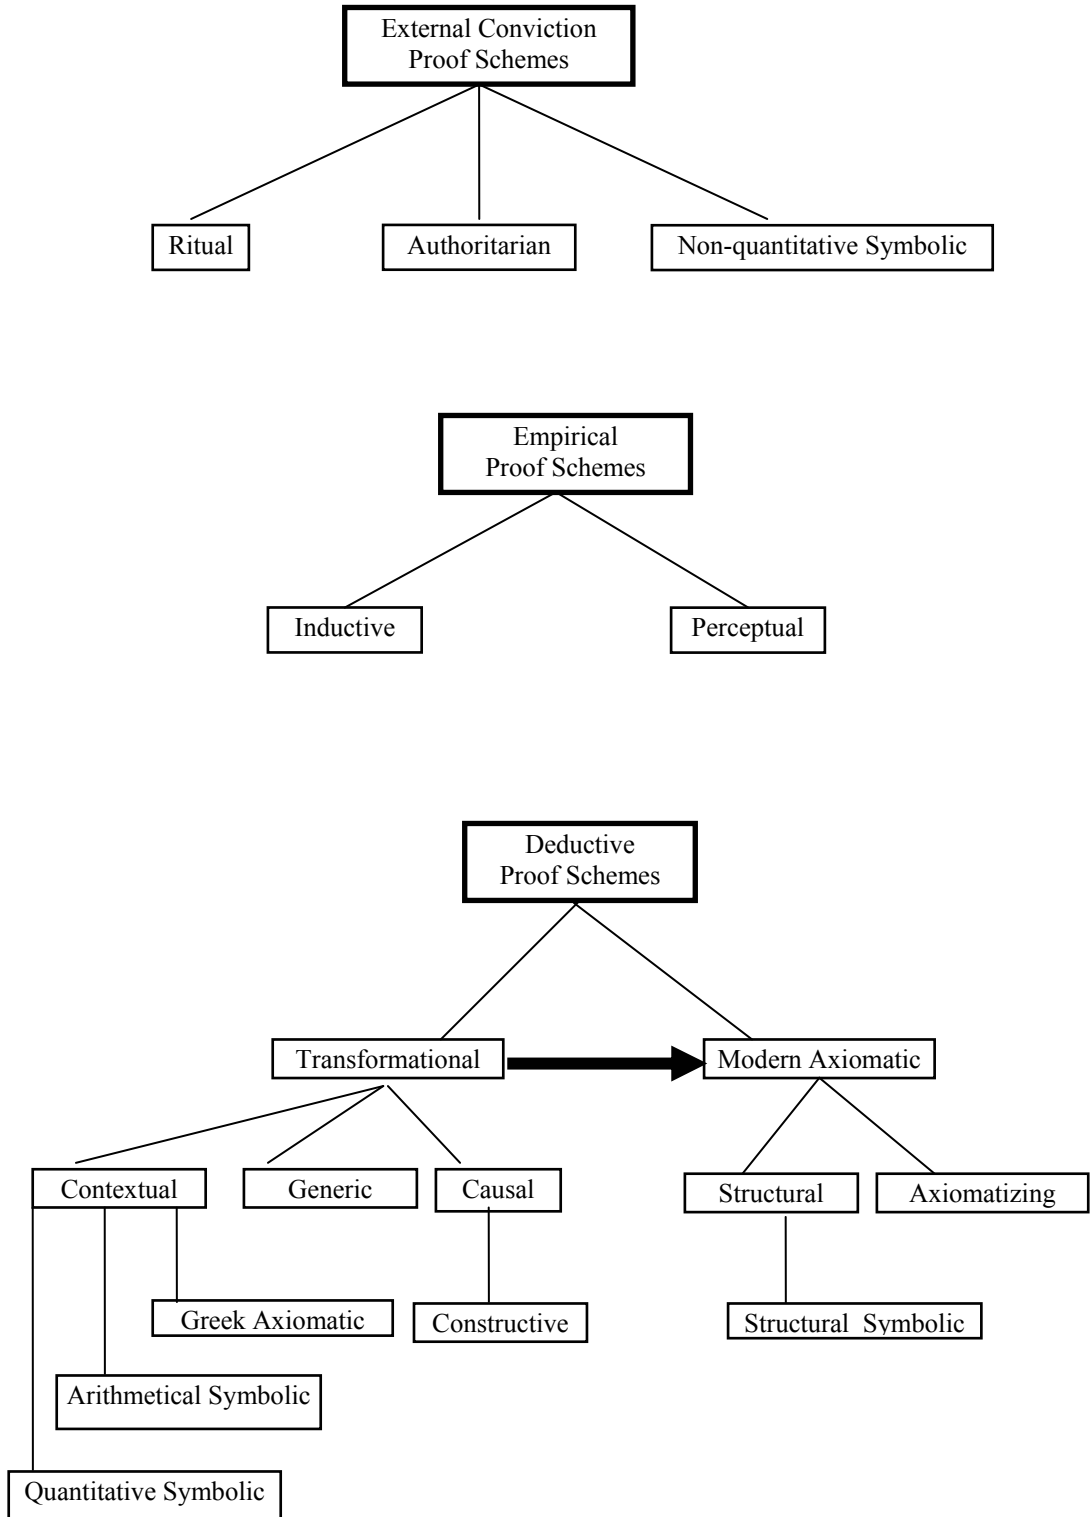 External Conviction
Proof Schemes
Ritual
Authoritarian
Non-quantitative Symbolic
Empirical
Proof Schemes
Inductive
Perceptual
Deductive
Proof Schemes
Transformational
Modern Axiomatic
Contextual
Generic
Causal
Structural
Axiomatizing
Greek Axiomatic
Constructive
Structural Symbolic
Arithmetical Symbolic
Quantitative Symbolic